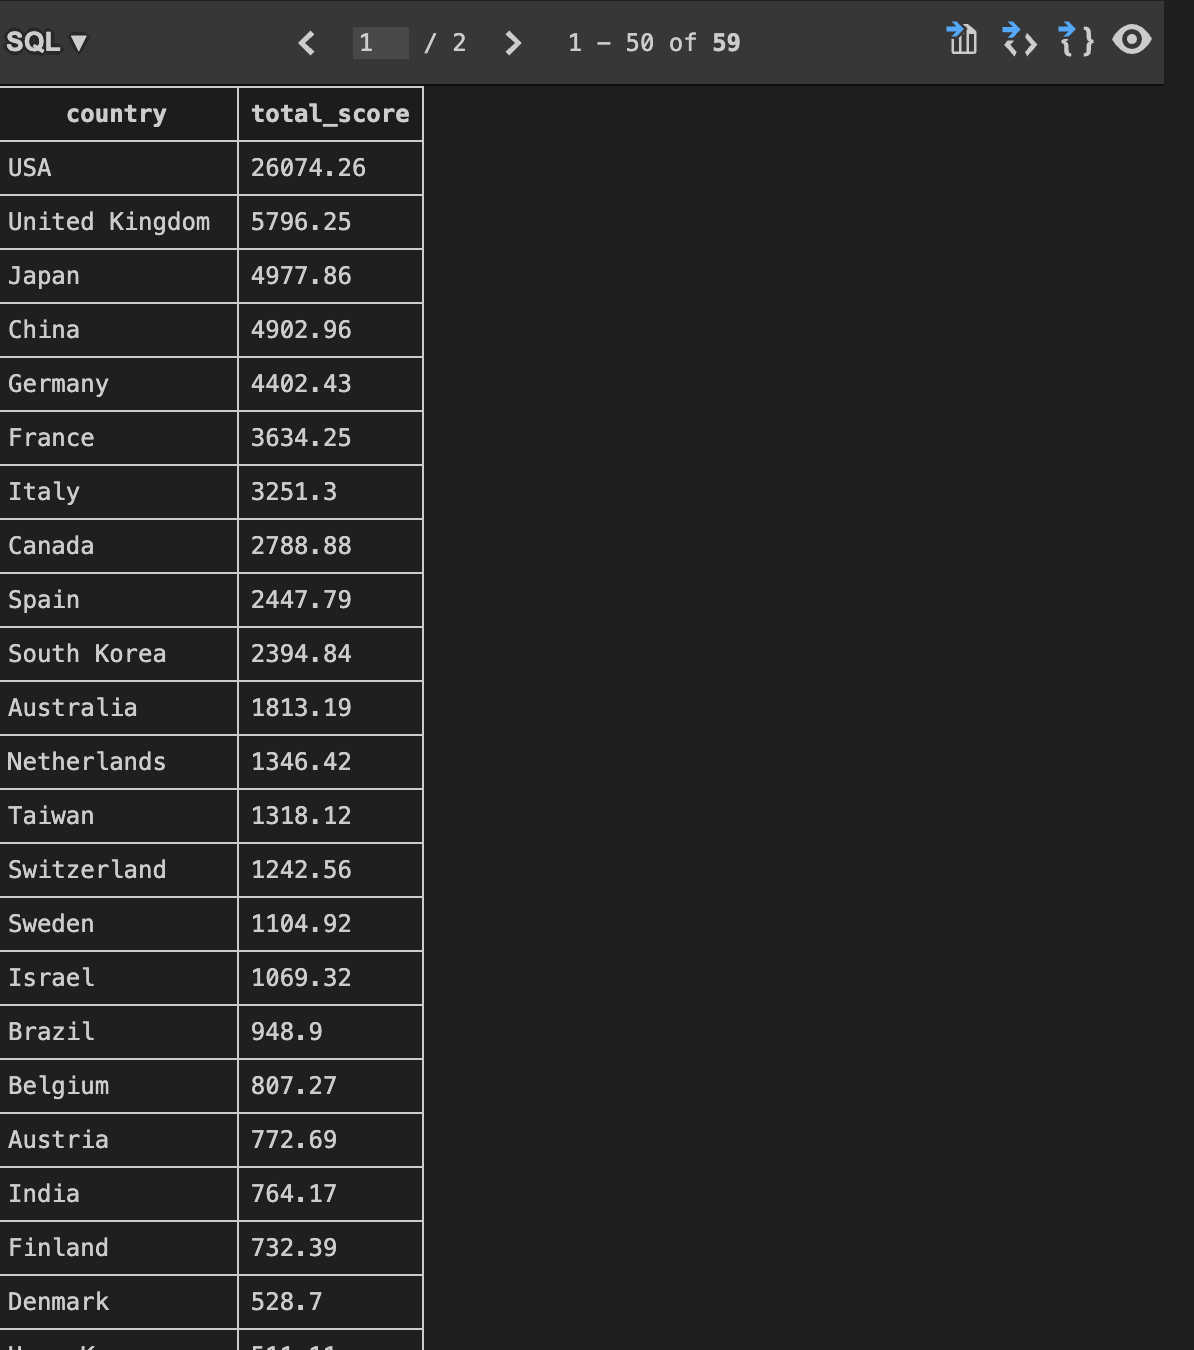 SQL ▼ 1 / 2 1 – 50 of 59
country total_score
USA 26074.26
United Kingdom 5796.25
Japan 4977.86
China 4902.96
Germany 4402.43
France 3634.25
Italy 3251.3
Canada 2788.88
Spain 2447.79
South Korea 2394.84
Australia 1813.19
Netherlands 1346.42
Taiwan 1318.12
Switzerland 1242.56
Sweden 1104.92
Israel 1069.32
Brazil 948.9
Belgium 807.27
Austria 772.69
India 764.17
Finland 732.39
Denmark 528.7